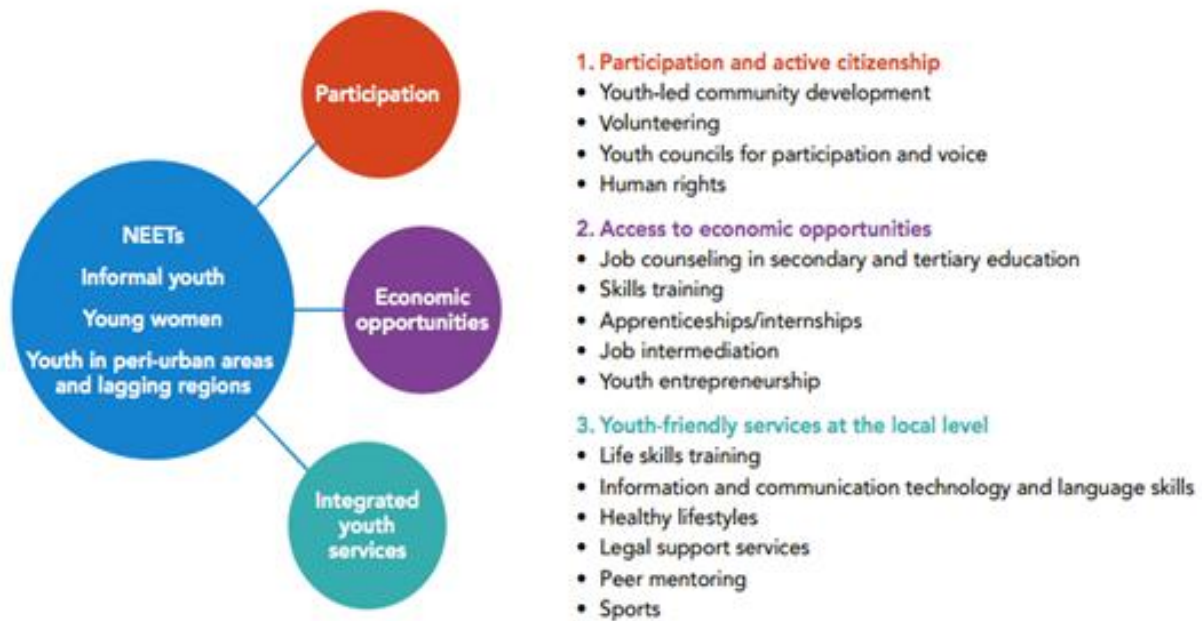 Participation
NEETs
Informal youth
Young women
Youth in peri-urban areas
and lagging regions
Economic
opportunities
Integrated
youth
services
1. Participation and active citizenship
• Youth-led community development
• Volunteering
• Youth councils for participation and voice
• Human rights
2. Access to economic opportunities
• Job counseling in secondary and tertiary education
• Skills training
• Apprenticeships/internships
• Job intermediation
• Youth entrepreneurship
3. Youth-friendly services at the local level
• Life skills training
• Information and communication technology and language skills
• Healthy lifestyles
• Legal support services
• Peer mentoring
• Sports